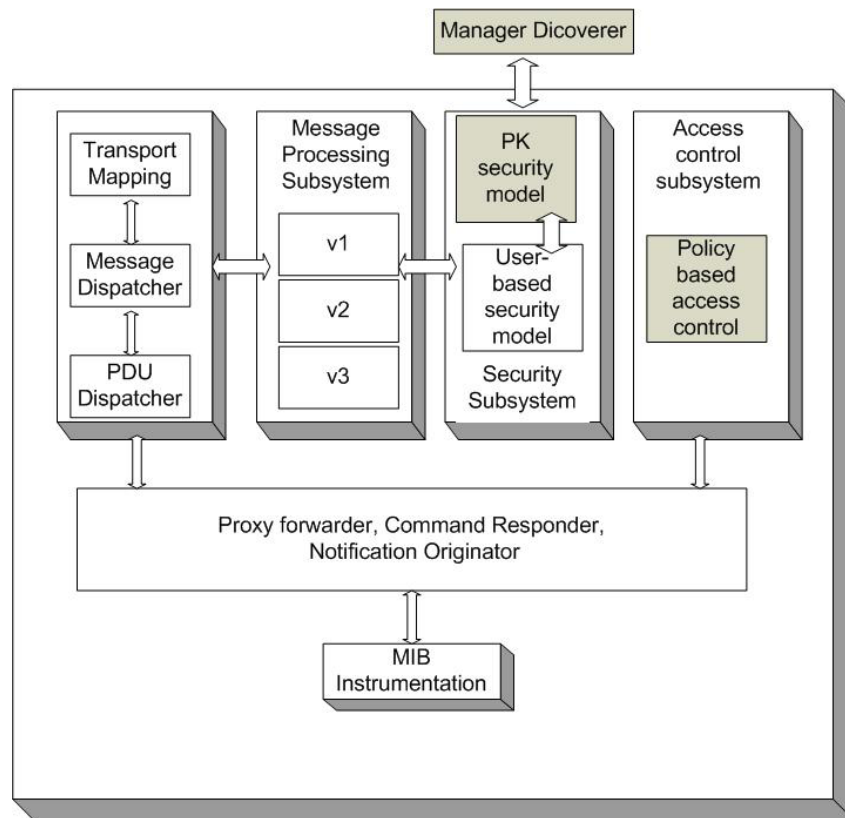 Manager Dicoverer
Transport
Mapping
Message
Dispatcher
PDU
Dispatcher
Message
Processing
Subsystem
v1
v2
v3
PK
security
model
User-
based
security
model
Security
Subsystem
Access
control
subsystem
Policy
based
access
control
Proxy forwarder, Command Responder,
Notification Originator
MIB
Instrumentation